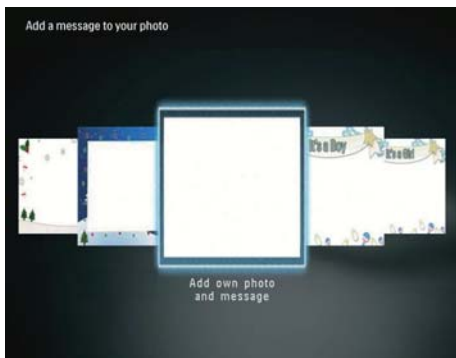 Add a message to your photo
It's a Boy
It's a Girl
Add own photo
and message